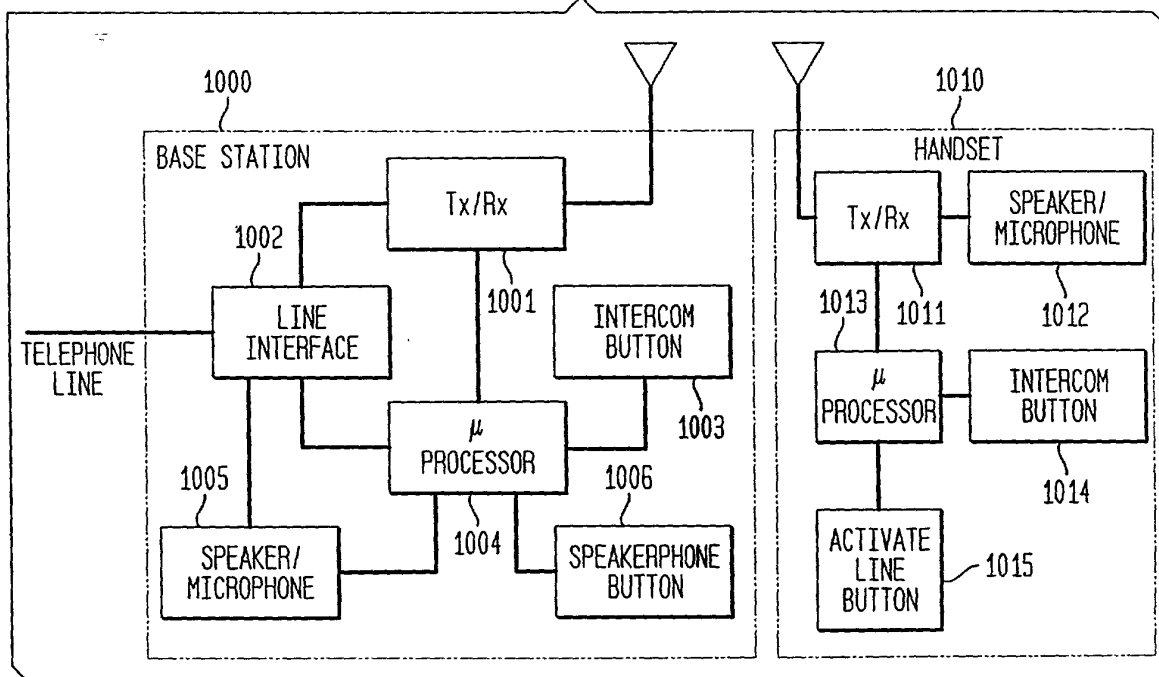 1000
BASE STATION
Tx/Rx
1001
1002
LINE
INTERFACE
TELEPHONE
LINE
INTERCOM
BUTTON
1003
μ
PROCESSOR
1004
1005
SPEAKER/
MICROPHONE
1006
SPEAKERPHONE
BUTTON
1010
HANDSET
Tx/Rx
1011
SPEAKER/
MICROPHONE
1012
1013
μ
PROCESSOR
INTERCOM
BUTTON
1014
ACTIVATE
LINE
BUTTON
1015